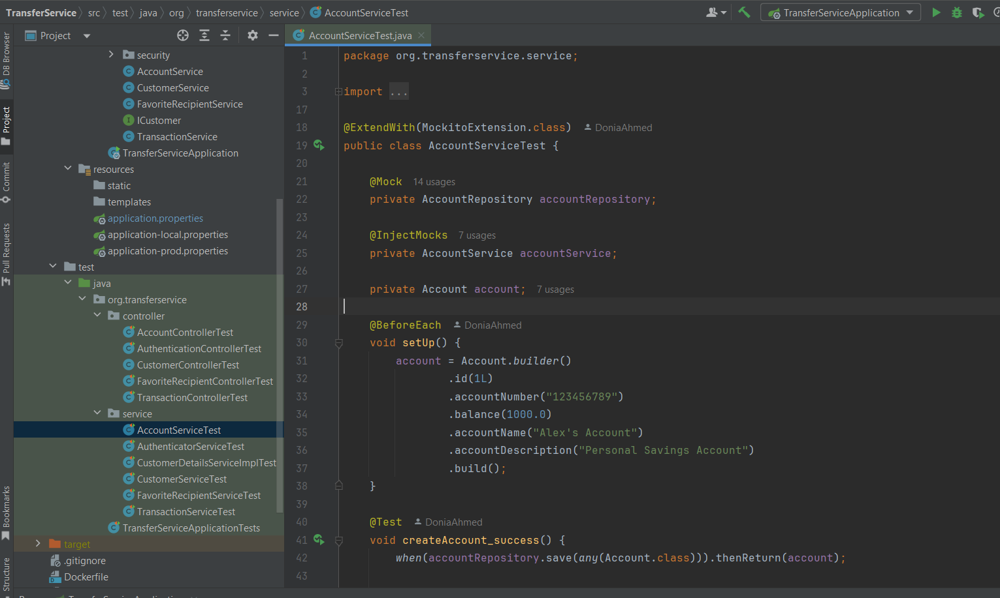 TransferService src test java org transferservice service AccountServiceTest
TransferServiceApplication
DB Browser
Project
Commit
Pull Requests
Bookmarks
Structure
Project
security
AccountService
CustomerService
FavoriteRecipientService
ICustomer
TransactionService
TransferServiceApplication
resources
static
templates
application.properties
application-local.properties
application-prod.properties
test
java
org.transferservice
controller
AccountControllerTest
AuthenticationControllerTest
CustomerControllerTest
FavoriteRecipientControllerTest
TransactionControllerTest
service
AccountServiceTest
AuthenticatorServiceTest
CustomerDetailsServiceImplTest
CustomerServiceTest
FavoriteRecipientServiceTest
TransactionServiceTest
TransferServiceApplicationTests
target
.gitignore
Dockerfile
AccountServiceTest.java
1 package org.transferservice.service;
2
3 import ...
17
18 @ExtendWith(MockitoExtension.class) DoniaAhmed
19 public class AccountServiceTest {
20
21 @Mock 14 usages
22 private AccountRepository accountRepository;
23
24 @InjectMocks 7 usages
25 private AccountService accountService;
26
27 private Account account; 7 usages
28
29 @BeforeEach DoniaAhmed
30 void setUp() {
31 account = Account.builder()
32 .id(1L)
33 .accountNumber("123456789")
34 .balance(1000.0)
35 .accountName("Alex's Account")
36 .accountDescription("Personal Savings Account")
37 .build();
38 }
39
40 @Test DoniaAhmed
41 void createAccount_success() {
42 when(accountRepository.save(any(Account.class))).thenReturn(account);
43